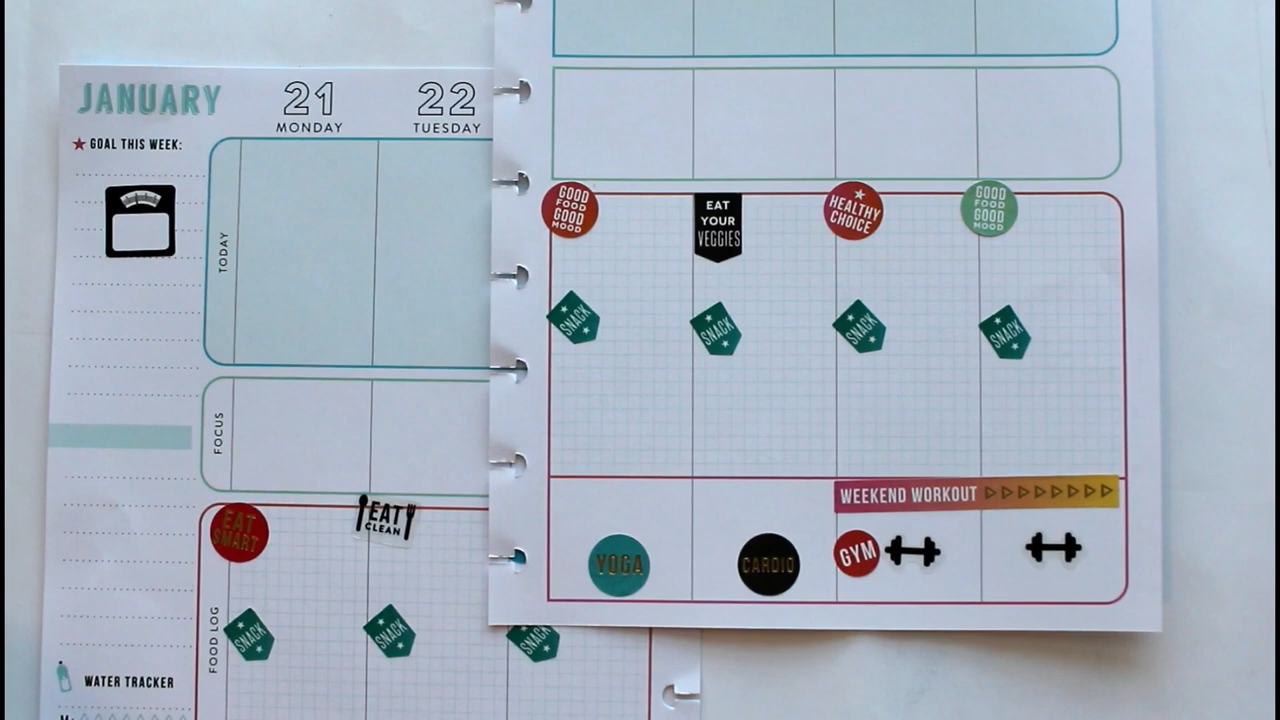 JANUARY
21
MONDAY
22
TUESDAY
GOAL THIS WEEK:
TODAY
FOCUS
EAT
SMART
EAT
CLEAN
FOOD LOG
SNACK
SNACK
SNACK
WATER TRACKER
M:
GOOD
FOOD
GOOD
MOOD
EAT
YOUR
VEGGIES
HEALTHY
CHOICE
GOOD
FOOD
GOOD
MOOD
SNACK
SNACK
SNACK
SNACK
WEEKEND WORKOUT
YOGA
CARDIO
GYM